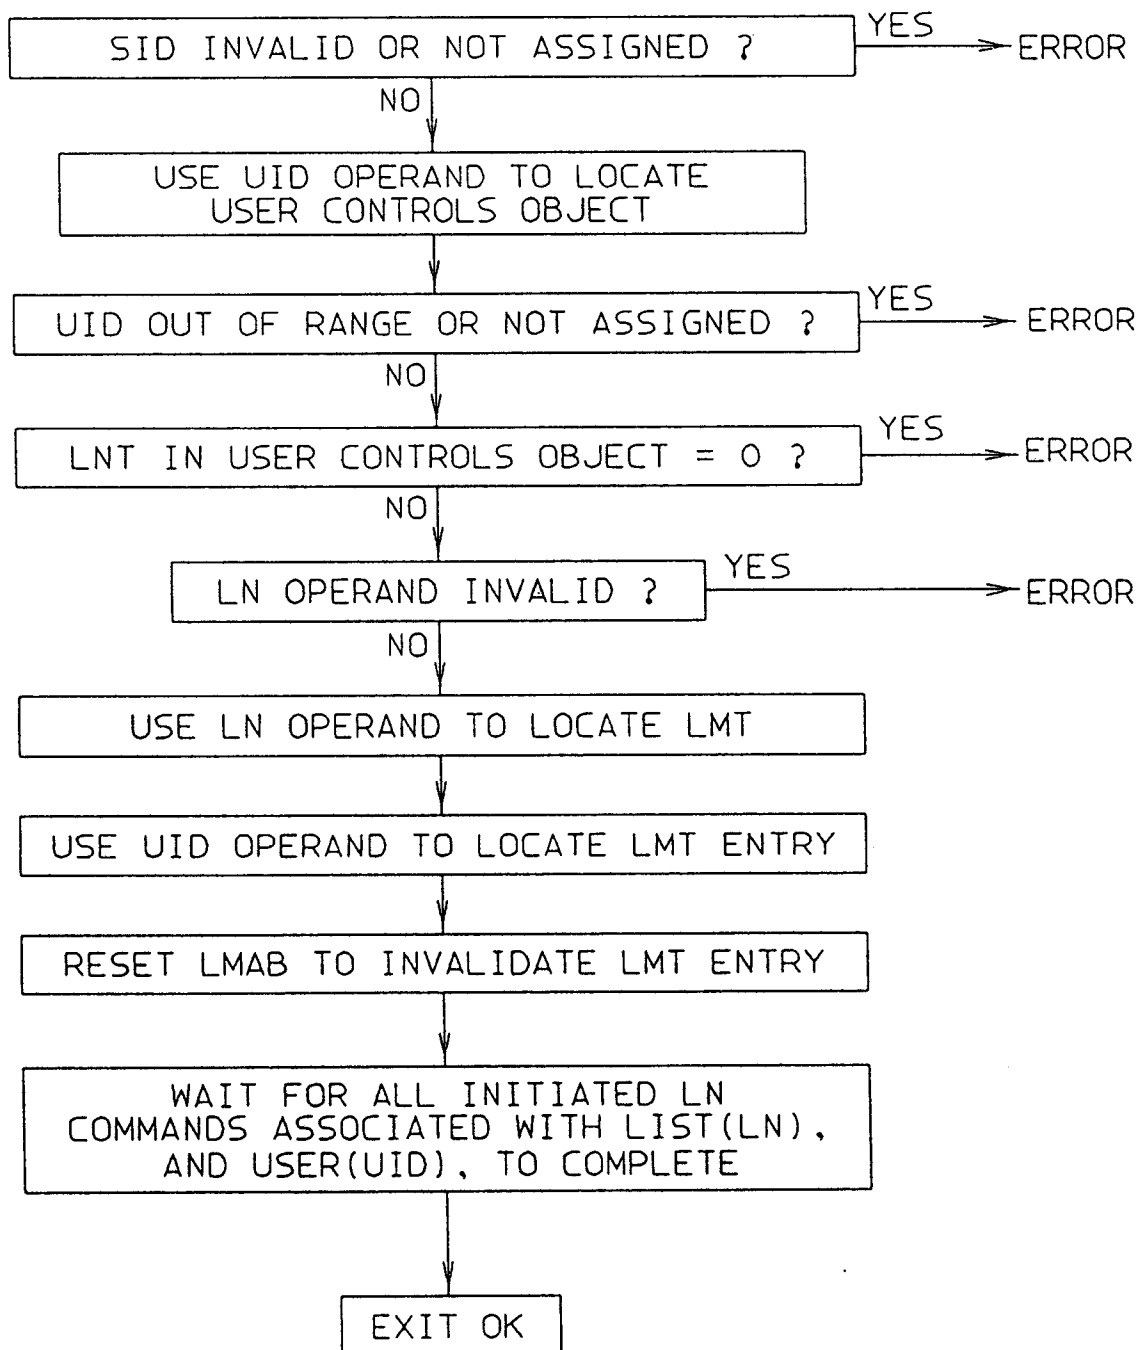 SID INVALID OR NOT ASSIGNED ?
YES
ERROR
NO
USE UID OPERAND TO LOCATE
USER CONTROLS OBJECT
UID OUT OF RANGE OR NOT ASSIGNED ?
YES
ERROR
NO
LNT IN USER CONTROLS OBJECT = 0 ?
YES
ERROR
NO
LN OPERAND INVALID ?
YES
ERROR
NO
USE LN OPERAND TO LOCATE LMT
USE UID OPERAND TO LOCATE LMT ENTRY
RESET LMAB TO INVALIDATE LMT ENTRY
WAIT FOR ALL INITIATED LN
COMMANDS ASSOCIATED WITH LIST(LN),
AND USER(UID), TO COMPLETE
EXIT OK